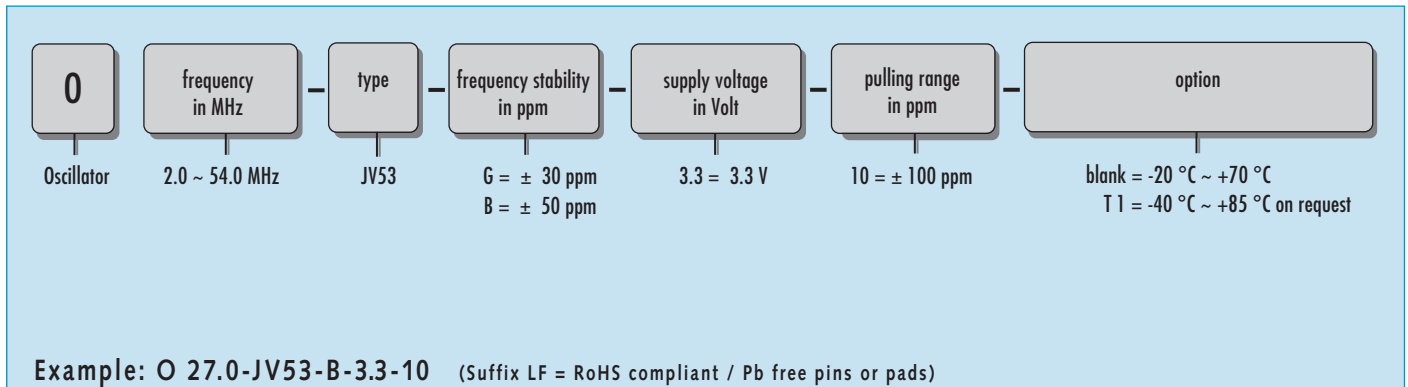 O
frequency
in MHz
–
type
–
frequency stability
in ppm
–
supply voltage
in Volt
–
pulling range
in ppm
–
option
Oscillator
2.0 ~ 54.0 MHz
JV53
G = ± 30 ppm
B = ± 50 ppm
3.3 = 3.3 V
10 = ± 100 ppm
blank = -20 °C ~ +70 °C
T 1 = -40 °C ~ +85 °C on request
Example: O 27.0-JV53-B-3.3-10 (Suffix LF = RoHS compliant / Pb free pins or pads)